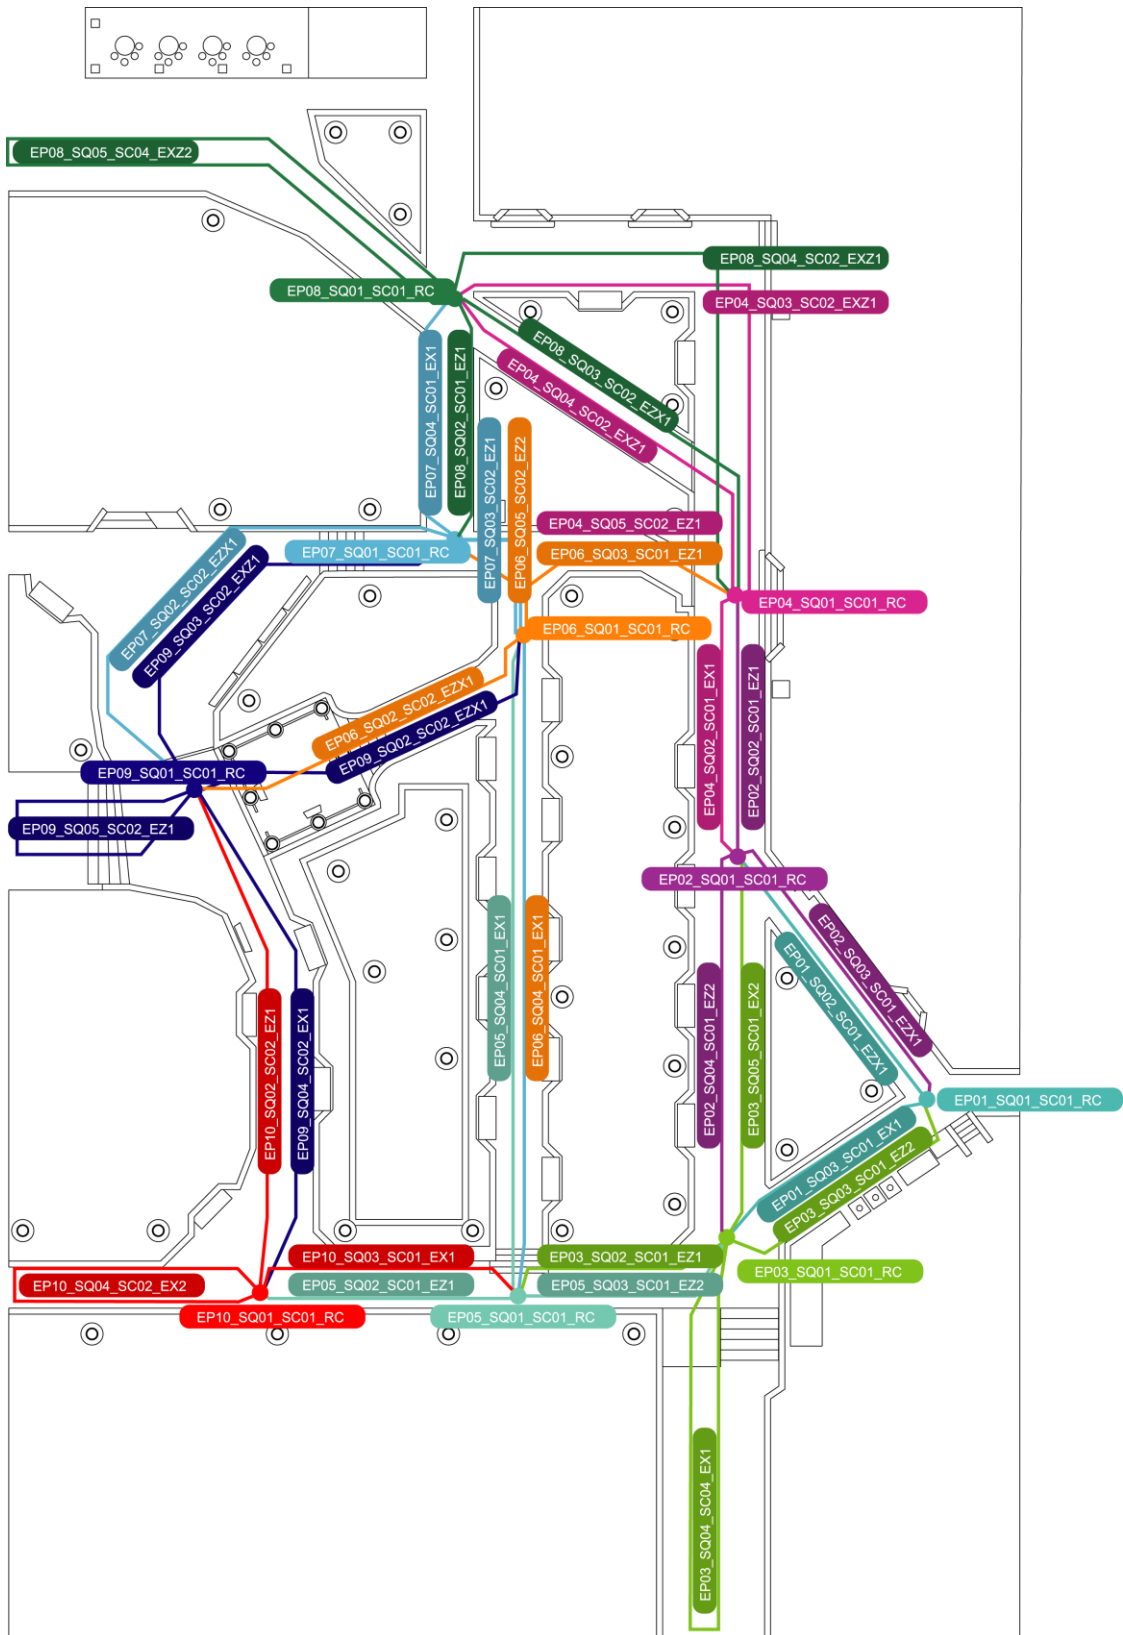 EP08_SQ05_SC04_EXZ2
EP08_SQ04_SC02_EXZ1
EP08_SQ01_SC01_RC
EP04_SQ03_SC02_EXZ1
EP07_SQ04_SC01_EX1
EP08_SQ02_SC01_EZ1
EP08_SQ03_SC02_EZX1
EP04_SQ04_SC02_EXZ1
EP07_SQ03_SC02_EZ1
EP06_SQ05_SC02_EZ2
EP04_SQ05_SC02_EZ1
EP07_SQ01_SC01_RC
EP06_SQ03_SC01_EZ1
EP07_SQ02_SC02_EZX1
EP09_SQ03_SC02_EXZ1
EP04_SQ01_SC01_RC
EP06_SQ01_SC01_RC
EP06_SQ02_SC02_EZX1
EP09_SQ02_SC02_EZX1
EP04_SQ02_SC01_EX1
EP02_SQ02_SC01_EZ1
EP09_SQ01_SC01_RC
EP09_SQ05_SC02_EZ1
EP02_SQ01_SC01_RC
EP05_SQ04_SC01_EX1
EP06_SQ04_SC01_EX1
EP02_SQ03_SC01_EZX1
EP01_SQ02_SC01_EZX1
EP10_SQ02_SC02_EZ1
EP09_SQ04_SC02_EX1
EP02_SQ04_SC01_EZ2
EP03_SQ05_SC01_EX2
EP01_SQ01_SC01_RC
EP01_SQ03_SC01_EX1
EP03_SQ03_SC01_EZ2
EP10_SQ03_SC01_EX1
EP03_SQ02_SC01_EZ1
EP03_SQ01_SC01_RC
EP10_SQ04_SC02_EX2
EP05_SQ02_SC01_EZ1
EP05_SQ03_SC01_EZ2
EP10_SQ01_SC01_RC
EP05_SQ01_SC01_RC
EP03_SQ04_SC04_EX1